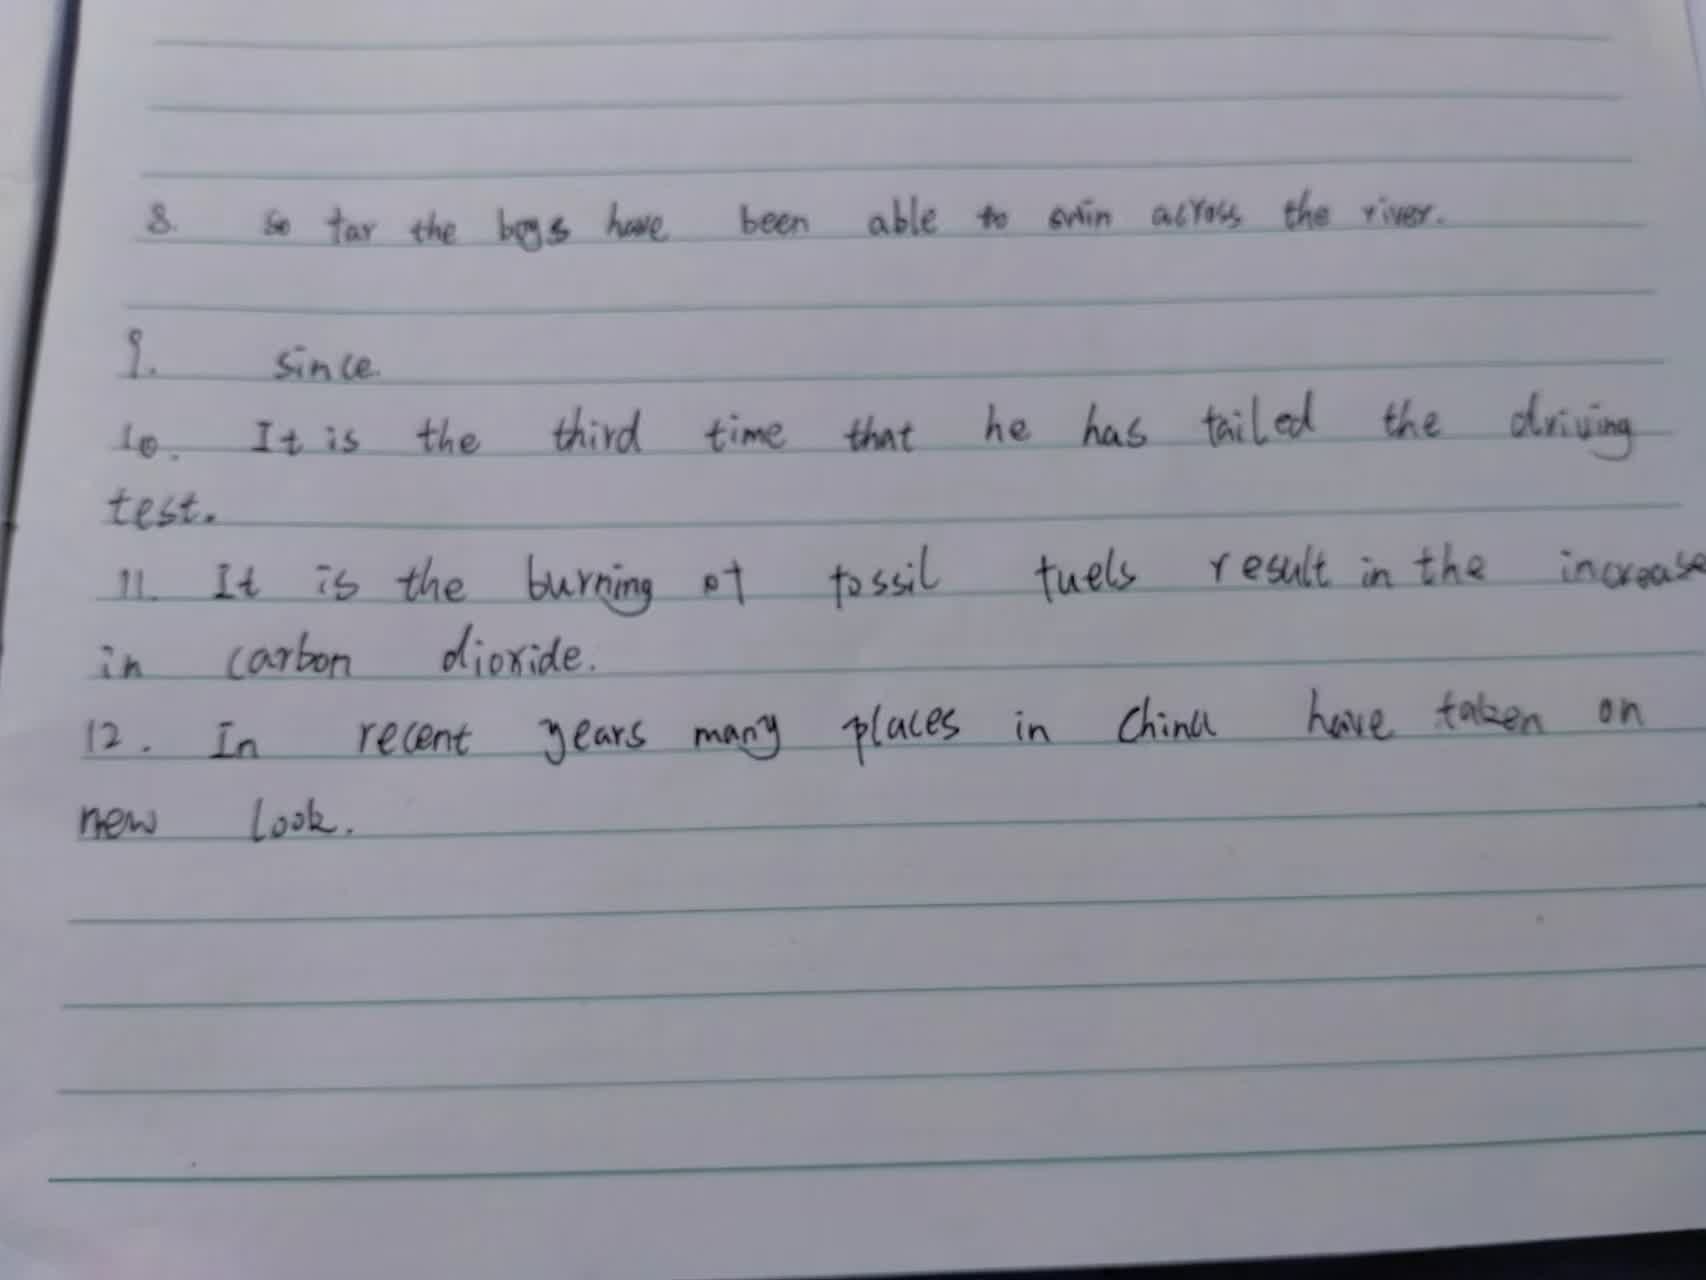 8. so far the boys have been able to swin across the river.
9. since.
10. It is the third time that he has failed the driving
test.
11. It is the burning of fossil fuels result in the increase
in carbon dioxide.
12. In recent years many places in China have taken on
new look.